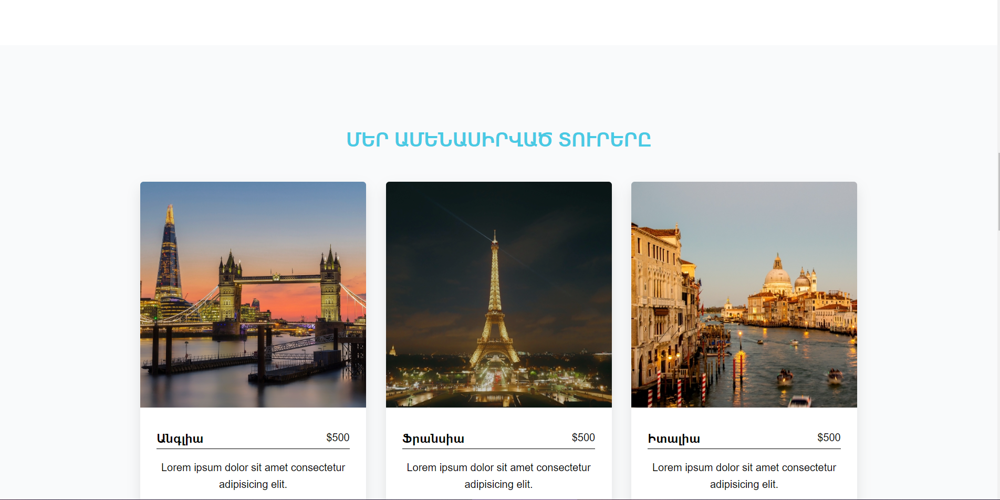 ՄԵՐ ԱՄԵՆԱՍԻՐՎԱԾ ՏՈՒՐԵՐԸ
Անգլիա $500
Lorem ipsum dolor sit amet consectetur
adipisicing elit.
Ֆրանսիա $500
Lorem ipsum dolor sit amet consectetur
adipisicing elit.
Իտալիա $500
Lorem ipsum dolor sit amet consectetur
adipisicing elit.